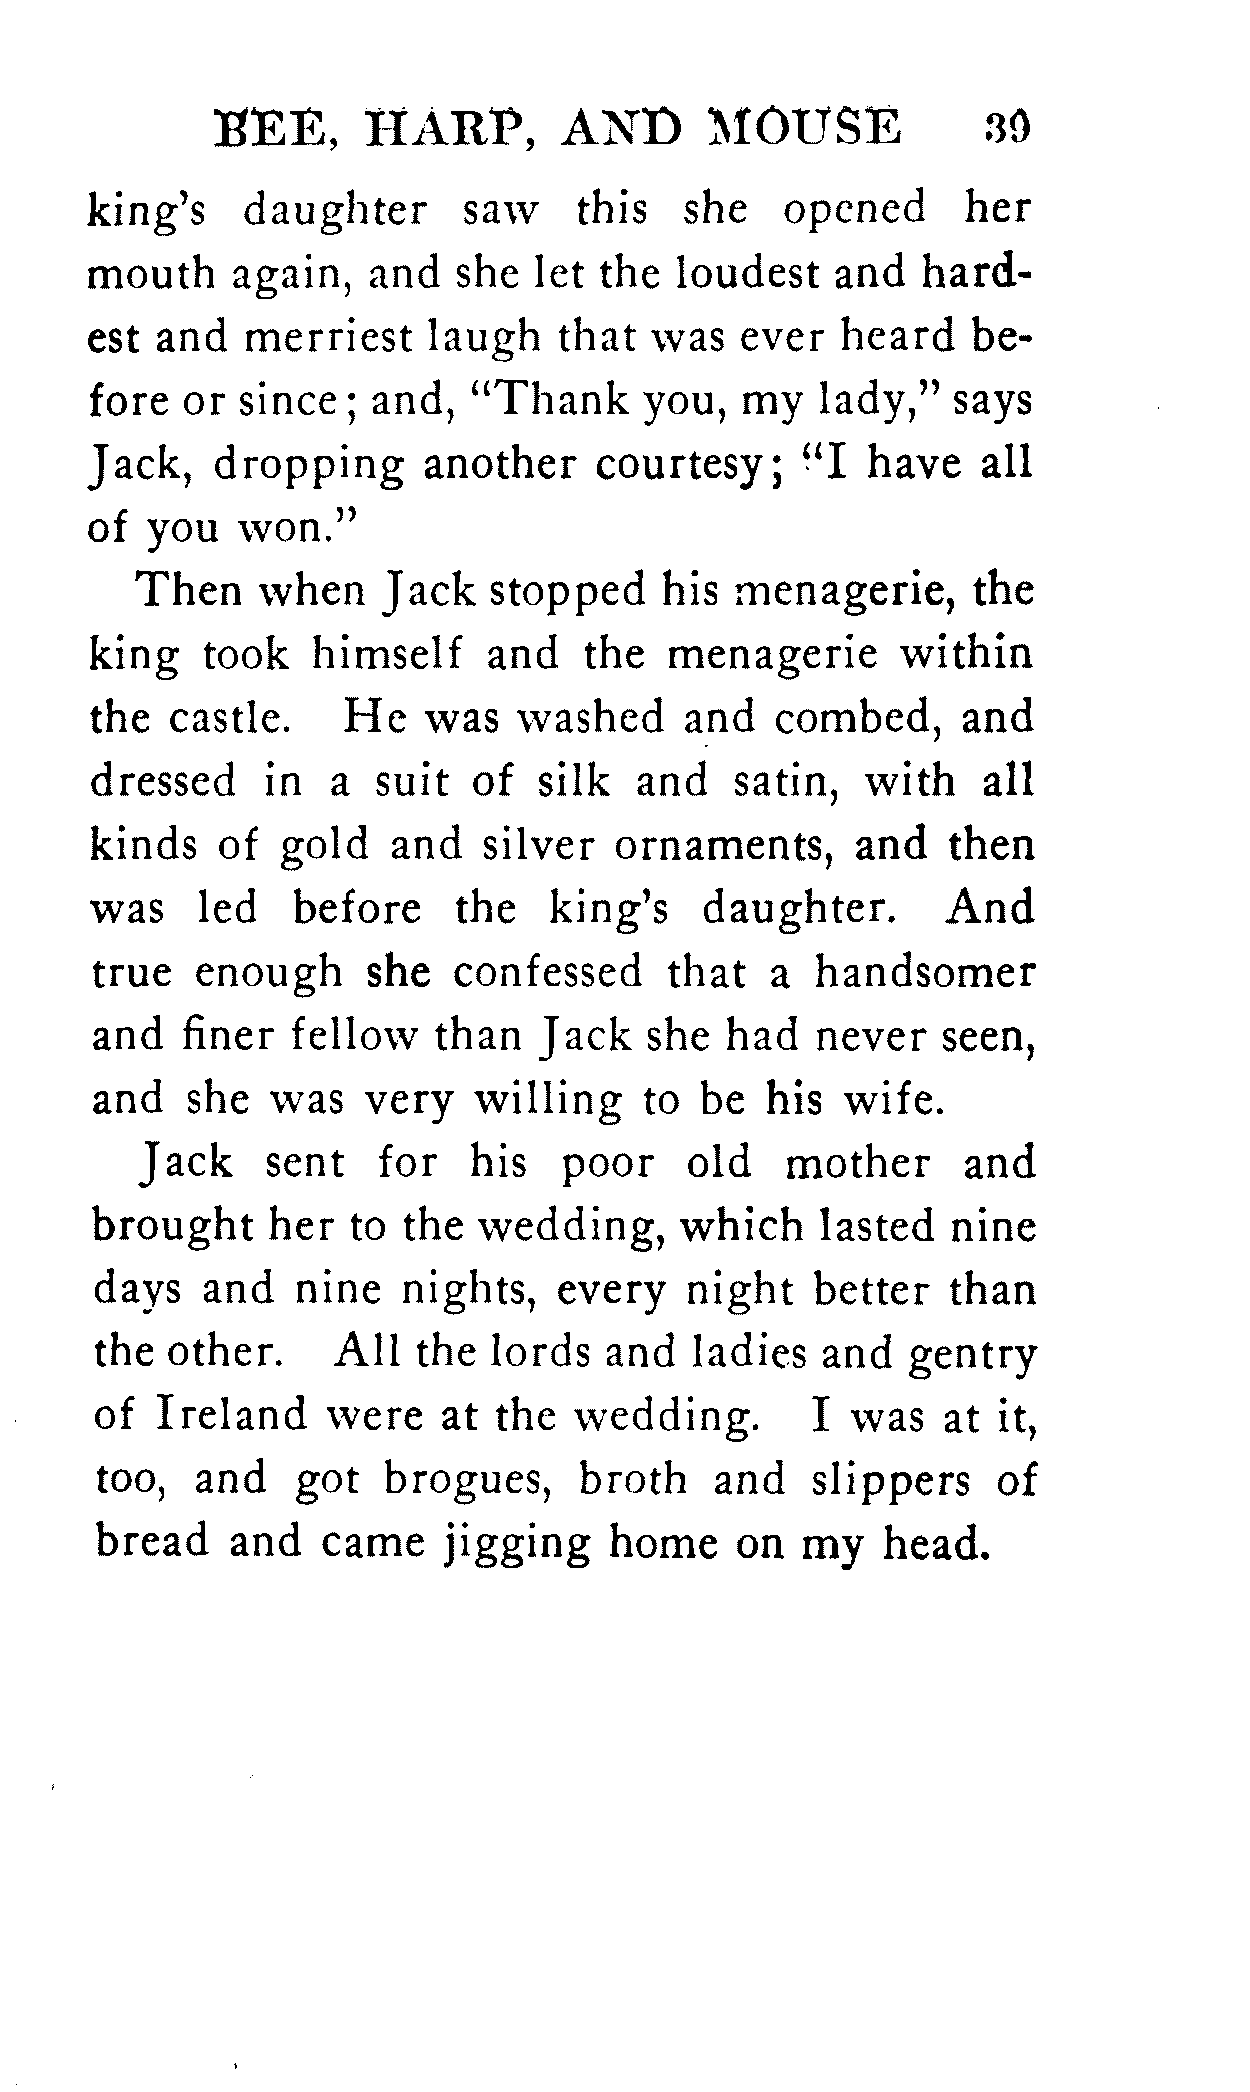 BEE, HARP, AND MOUSE 39
king's daughter saw this she opened her
mouth again, and she let the loudest and hard-
est and merriest laugh that was ever heard be-
fore or since; and, "Thank you, my lady," says
Jack, dropping another courtesy; "I have all
of you won."
Then when Jack stopped his menagerie, the
king took himself and the menagerie within
the castle. He was washed and combed, and
dressed in a suit of silk and satin, with all
kinds of gold and silver ornaments, and then
was led before the king's daughter. And
true enough she confessed that a handsomer
and finer fellow than Jack she had never seen,
and she was very willing to be his wife.
Jack sent for his poor old mother and
brought her to the wedding, which lasted nine
days and nine nights, every night better than
the other. All the lords and ladies and gentry
of Ireland were at the wedding. I was at it,
too, and got brogues, broth and slippers of
bread and came jigging home on my head.